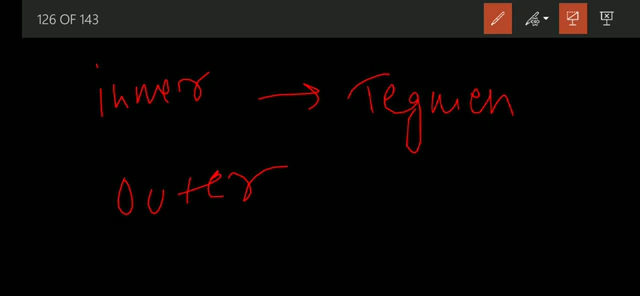 126 OF 143
inner → Tegmen
Outer